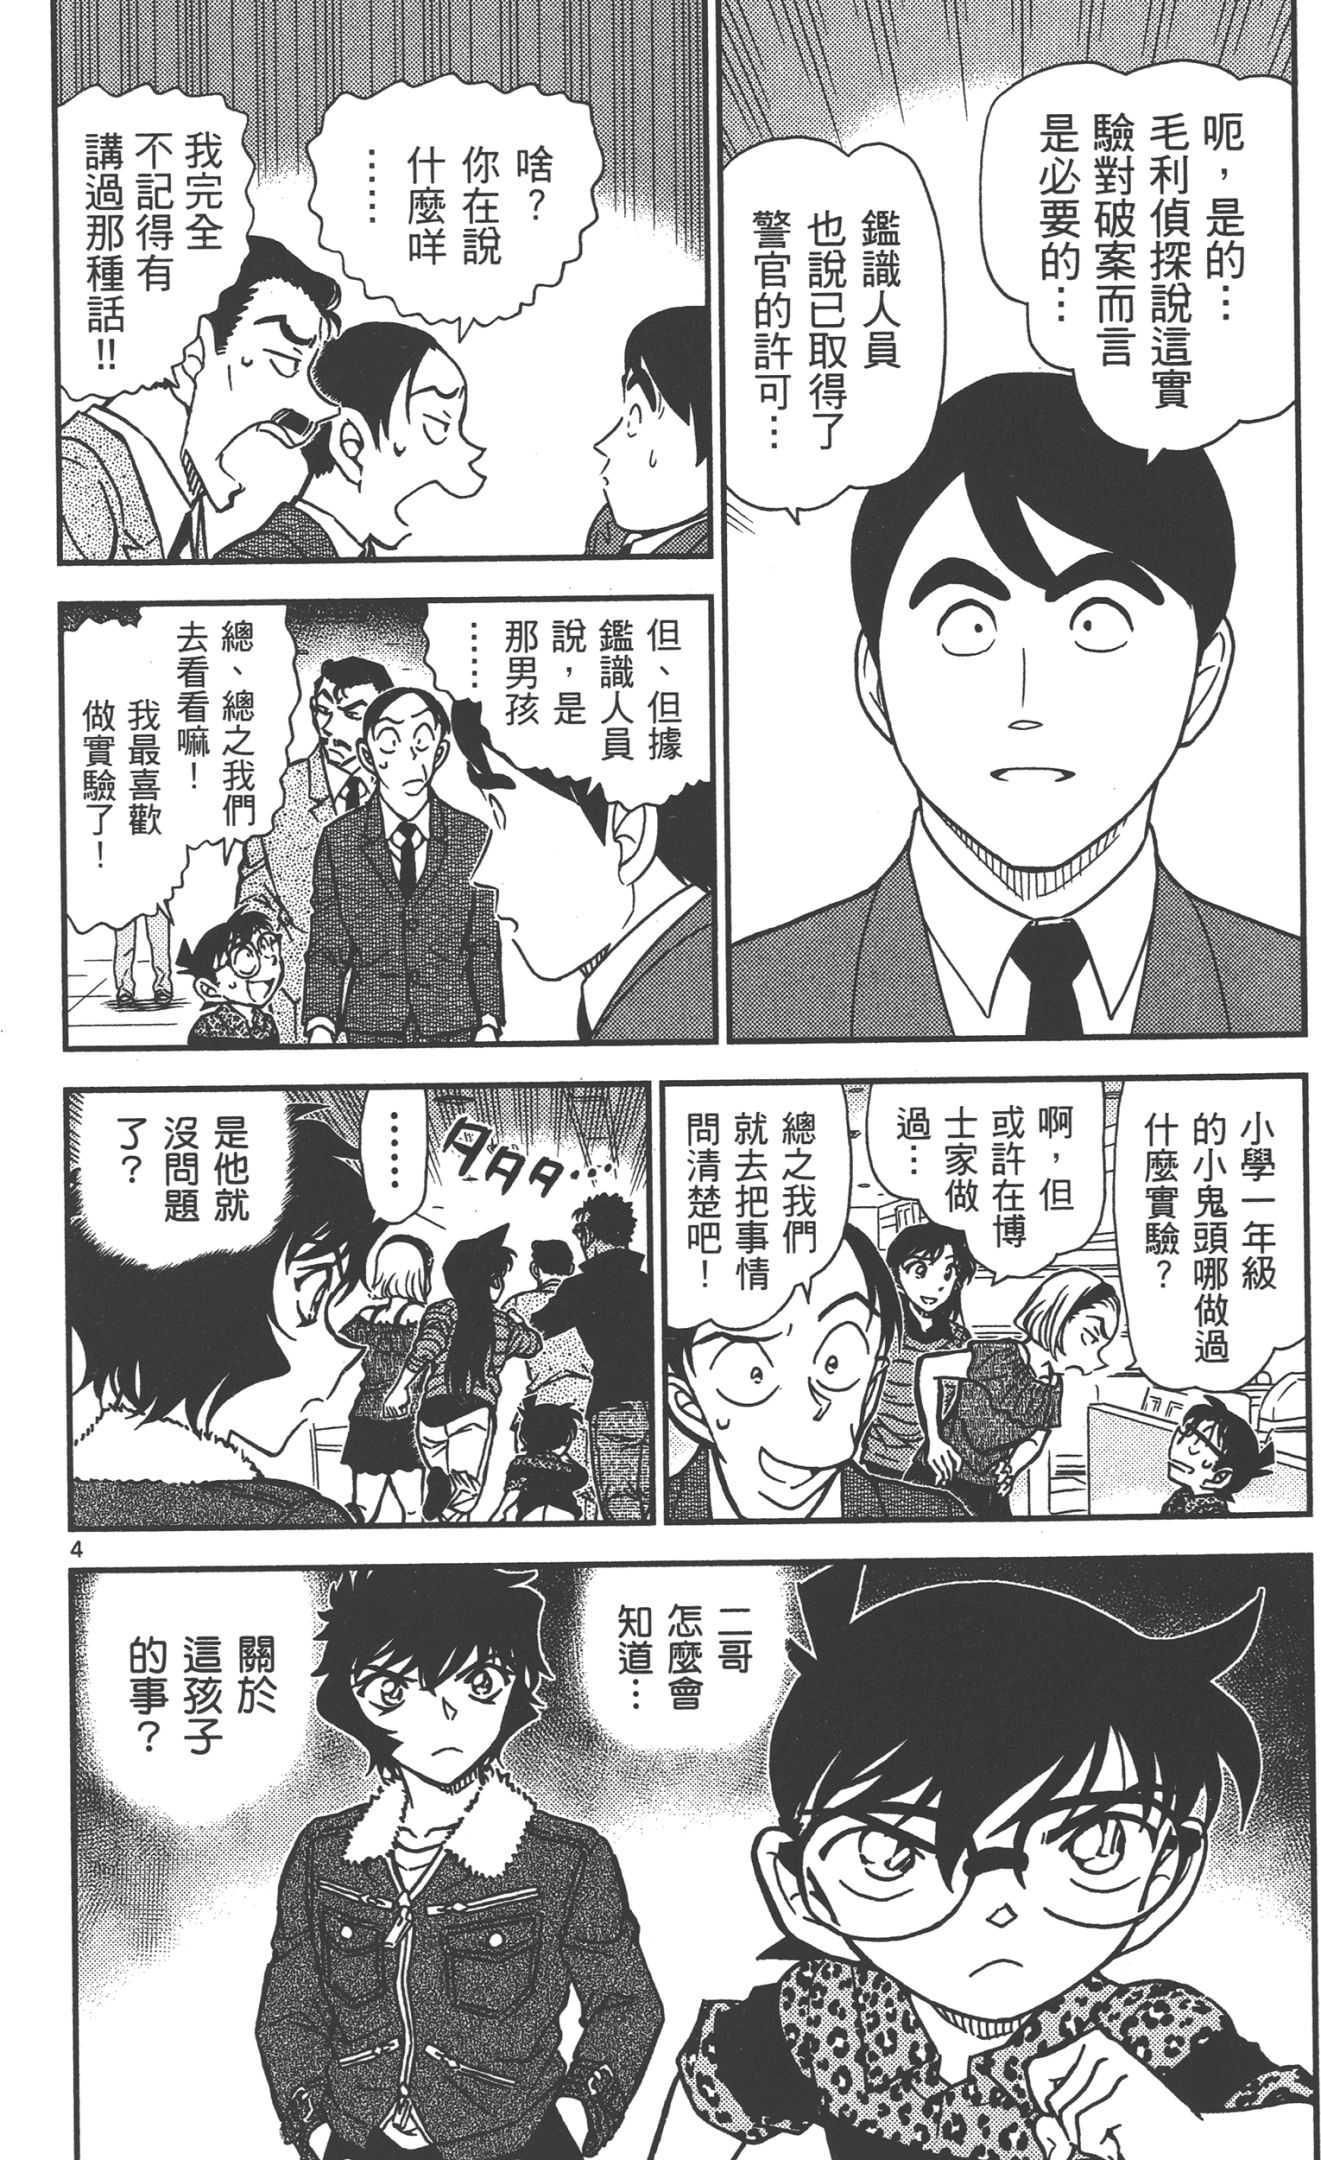 呃，是的…
毛利偵探說這實
驗對破案而言
是必要的…
鑑識人員
也說已取得了
警官的許可…
啥？
你在說
什麼咩
……
我完全
不記得有
講過那種話!!
但、但據
鑑識人員
說，是
那男孩
……
總、總之我們
去看看嘛！
我最喜歡
做實驗了！
小學一年級
的小鬼頭哪做過
什麼實驗？
啊，但
或許在博
士家做
過…
總之我們
就去把事情
問清楚吧！
……
タタタ…
是他就
沒問題
了？
4
二哥
怎麼會
知道…
關於
這孩子
的事？